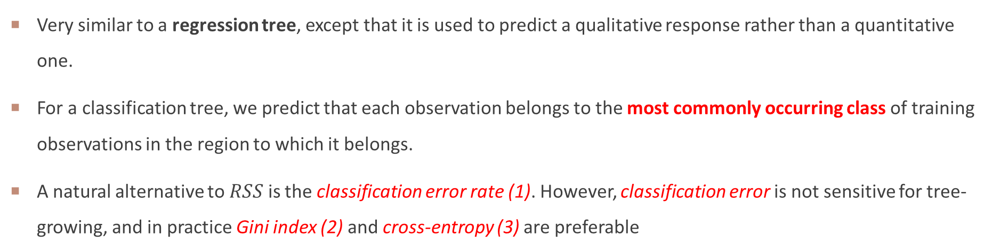 ▪ Very similar to a regression tree, except that it is used to predict a qualitative response rather than a quantitative
one.
▪ For a classification tree, we predict that each observation belongs to the most commonly occurring class of training
observations in the region to which it belongs.
▪ A natural alternative to RSS is the classification error rate (1). However, classification error is not sensitive for tree-
growing, and in practice Gini index (2) and cross-entropy (3) are preferable